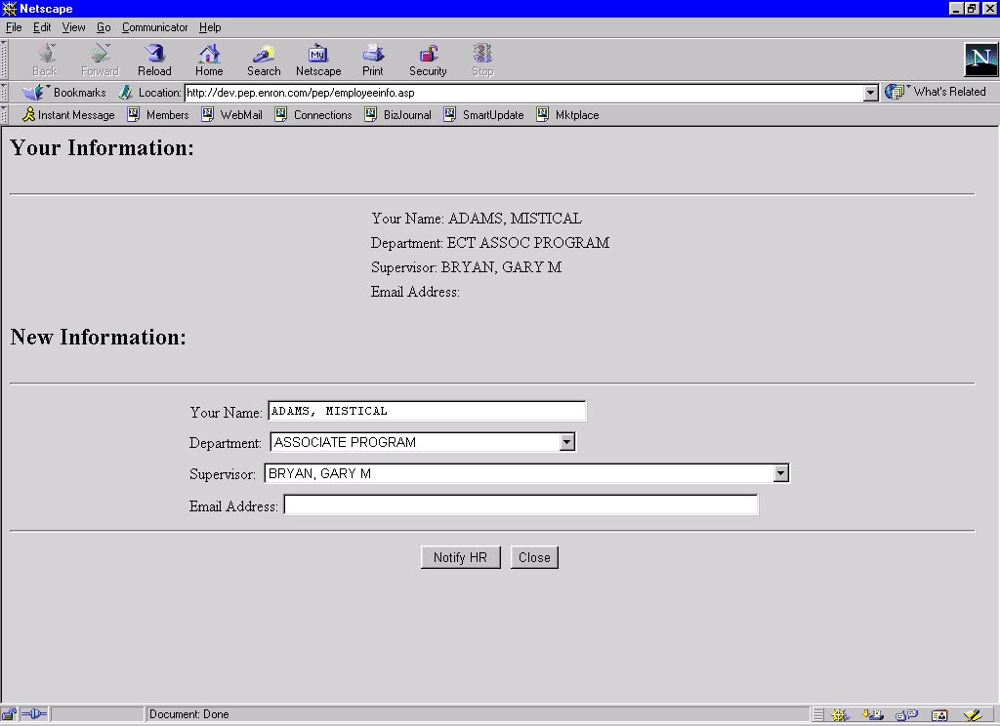 Netscape
File Edit View Go Communicator Help
Back Forward Reload Home Search Netscape Print Security Stop
My
N
Bookmarks Location: http://dev.pep.enron.com/pep/employeeinfo.asp What's Related
Instant Message Members WebMail Connections BizJournal SmartUpdate Mktplace
Your Information:
Your Name: ADAMS, MISTICAL
Department: ECT ASSOC PROGRAM
Supervisor: BRYAN, GARY M
Email Address:
New Information:
Your Name: ADAMS, MISTICAL
Department: ASSOCIATE PROGRAM
Supervisor: BRYAN, GARY M
Email Address:
Notify HR Close
Document: Done